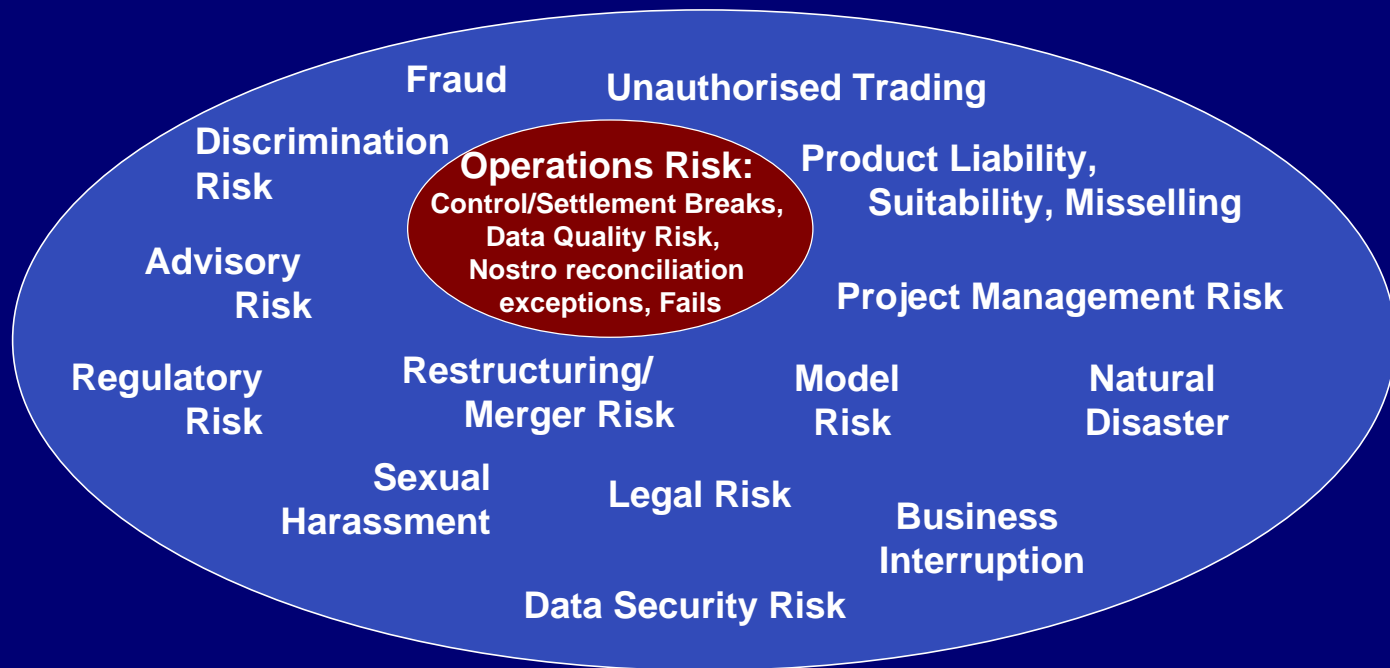 Fraud
Unauthorised Trading
Discrimination
Risk
Operations Risk:
Control/Settlement Breaks,
Data Quality Risk,
Nostro reconciliation
exceptions, Fails
Product Liability,
Suitability, Misselling
Advisory
Risk
Project Management Risk
Regulatory
Risk
Restructuring/
Merger Risk
Model
Risk
Natural
Disaster
Sexual
Harassment
Legal Risk
Business
Interruption
Data Security Risk